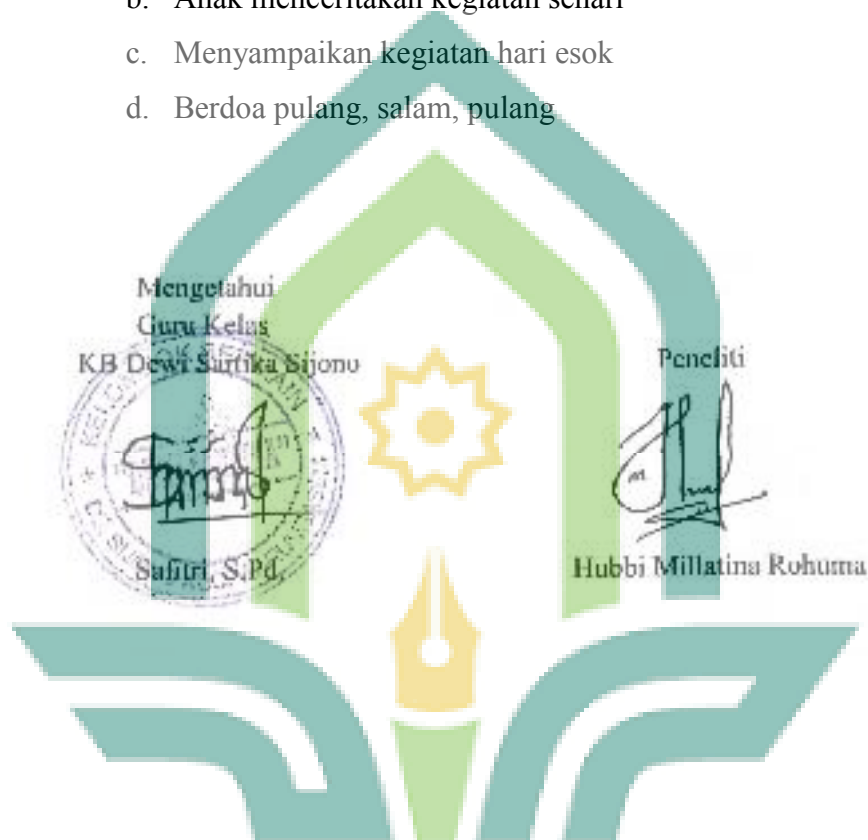 b. Anak menceritakan kegiatan sehari
c. Menyampaikan kegiatan hari esok
d. Berdoa pulang, salam, pulang
Mengetahui
Guru Kelas
KB Dewi Sartika Sijono
Peneliti
Safitri, S.Pd.
Hubbi Millatina Rohuma